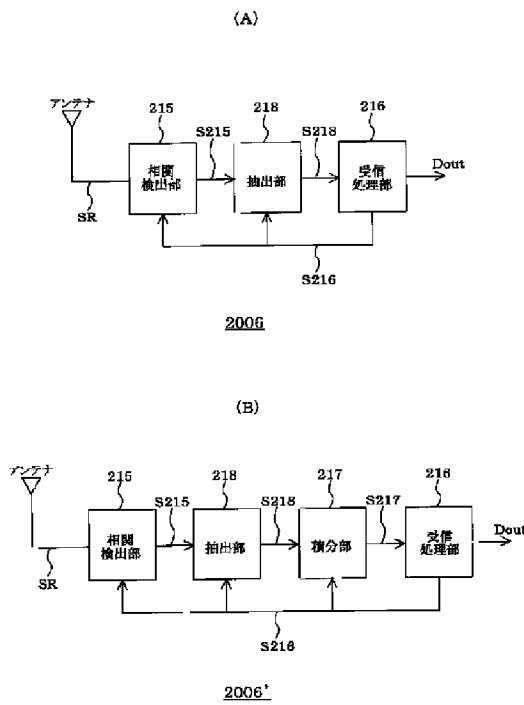 (A)
アンテナ
215
218
216
S215
S218
相関
検出部
抽出部
受信
処理部
Dout
SR
S216
2006
(B)
アンテナ
215
218
217
216
S215
S218
S217
相関
検出部
抽出部
積分部
受信
処理部
Dout
SR
S216
2006'